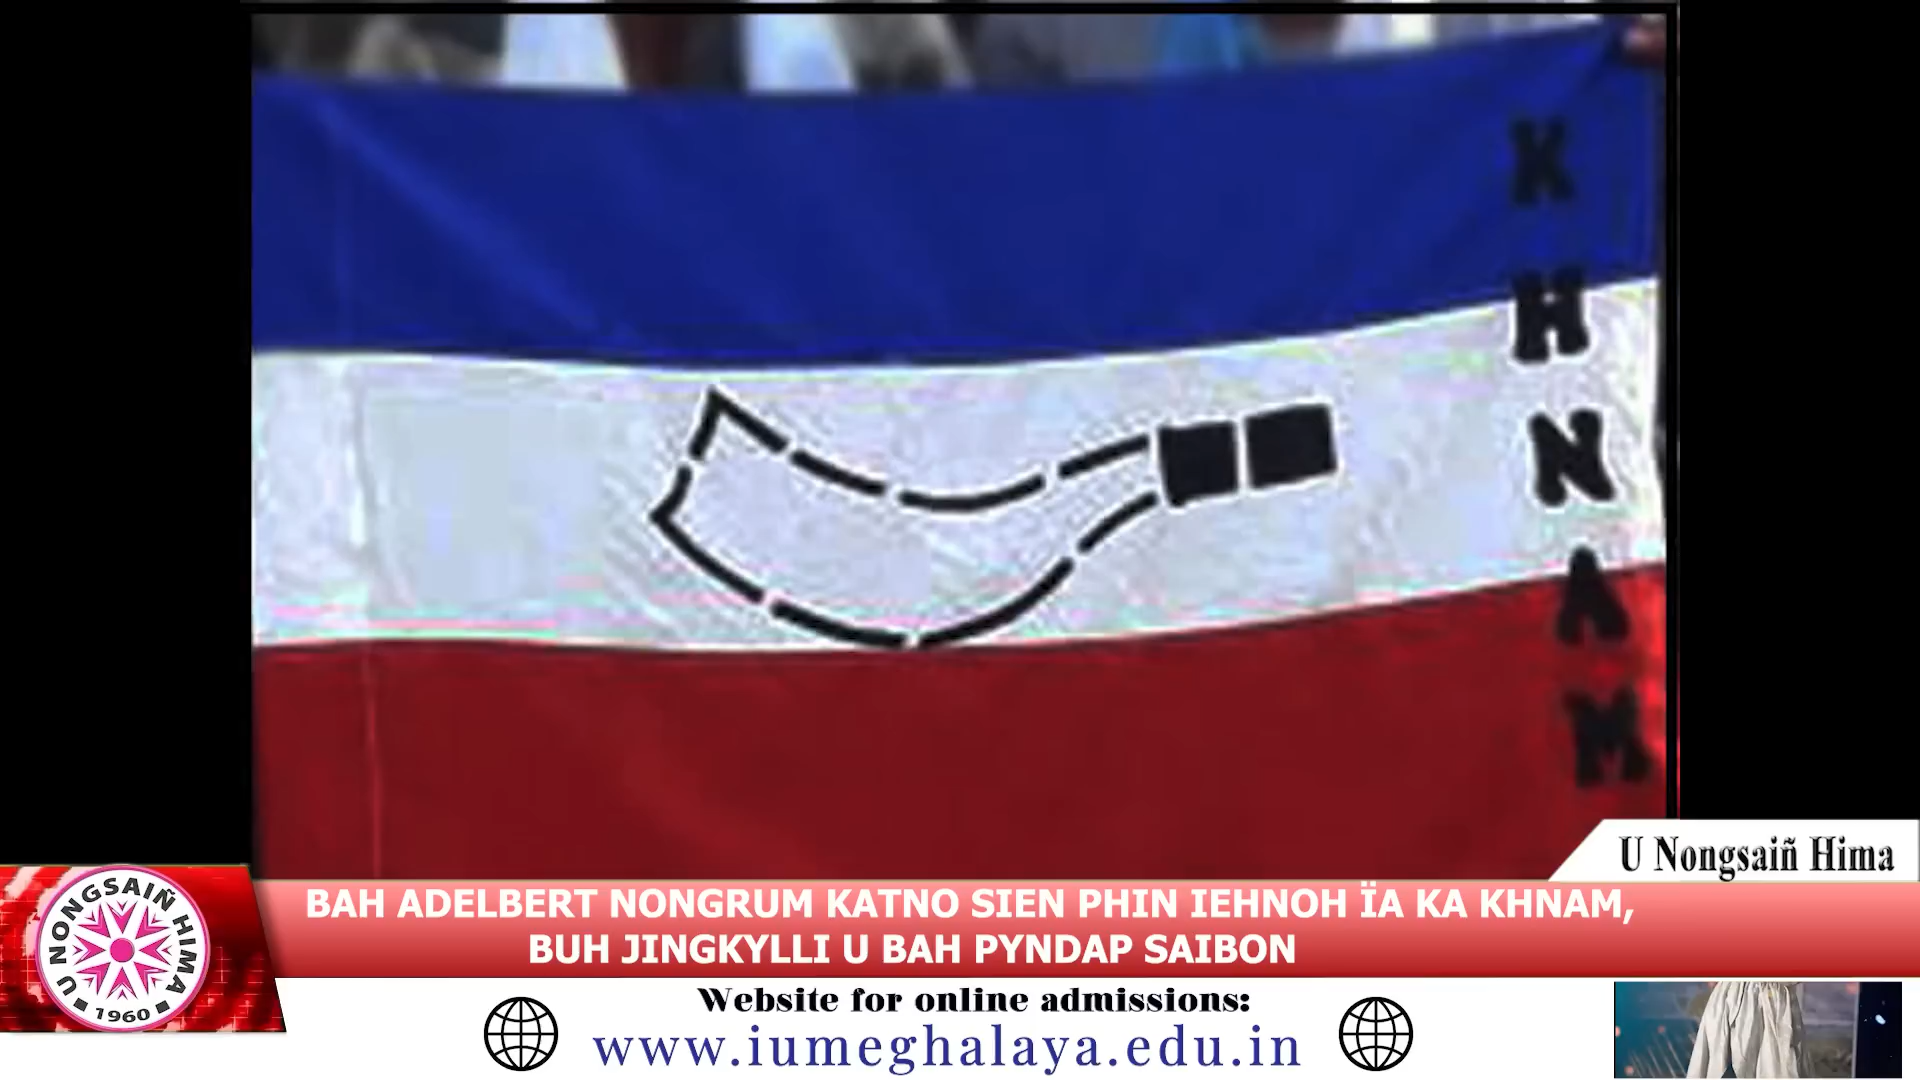 KHNAM
U Nongsaiñ Hima
U NONGSAIÑ HIMA
1960
BAH ADELBERT NONGRUM KATNO SIEN PHIN IEHNOH ÏA KA KHNAM,
BUH JINGKYLLI U BAH PYNDAP SAIBON
Website for online admissions:
www.iumeghalaya.edu.in